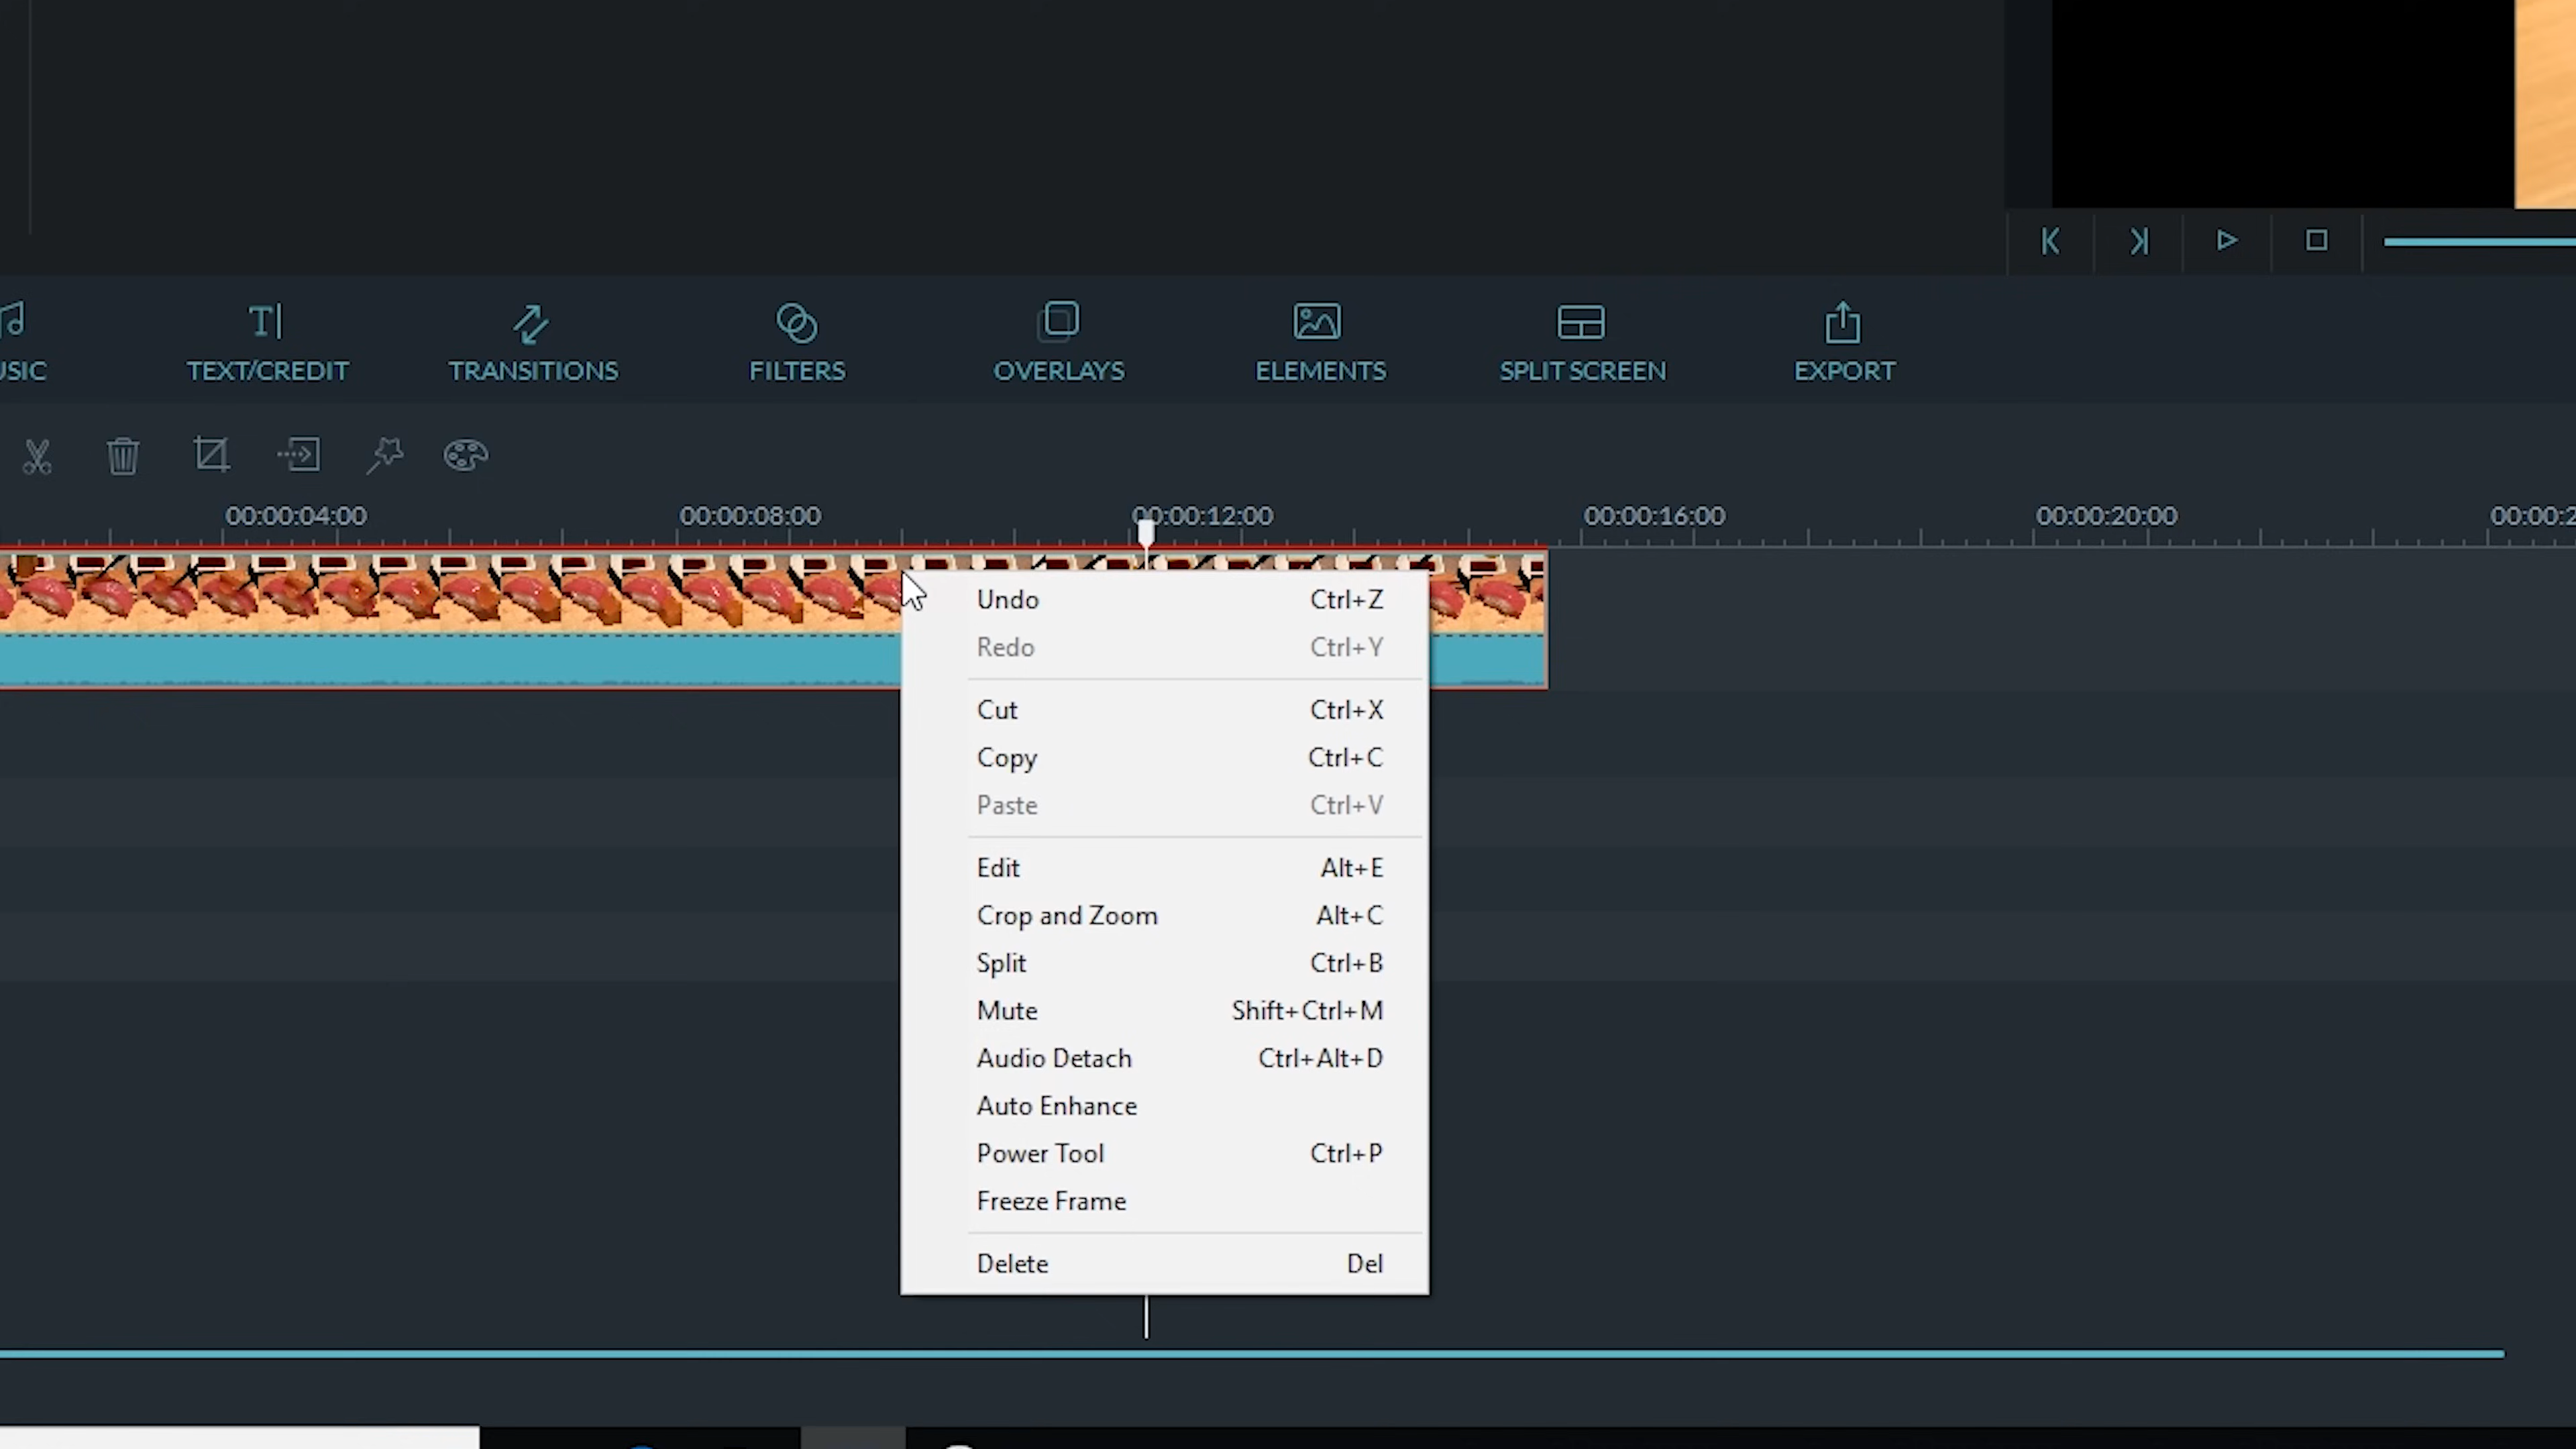 USIC TEXT/CREDIT TRANSITIONS FILTERS OVERLAYS ELEMENTS SPLIT SCREEN EXPORT
00:00:04:00 00:00:08:00 00:00:12:00 00:00:16:00 00:00:20:00 00:00:2
Undo Ctrl+Z
Redo Ctrl+Y
Cut Ctrl+X
Copy Ctrl+C
Paste Ctrl+V
Edit Alt+E
Crop and Zoom Alt+C
Split Ctrl+B
Mute Shift+Ctrl+M
Audio Detach Ctrl+Alt+D
Auto Enhance
Power Tool Ctrl+P
Freeze Frame
Delete Del